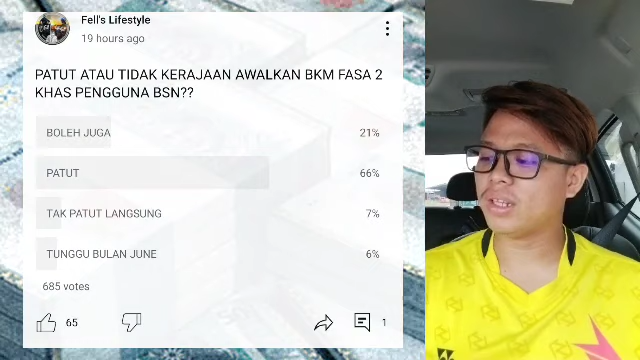 Fell's Lifestyle
19 hours ago
PATUT ATAU TIDAK KERAJAAN AWALKAN BKM FASA 2
KHAS PENGGUNA BSN??
BOLEH JUGA 21%
PATUT 66%
TAK PATUT LANGSUNG 7%
TUNGGU BULAN JUNE 6%
685 votes
65 1